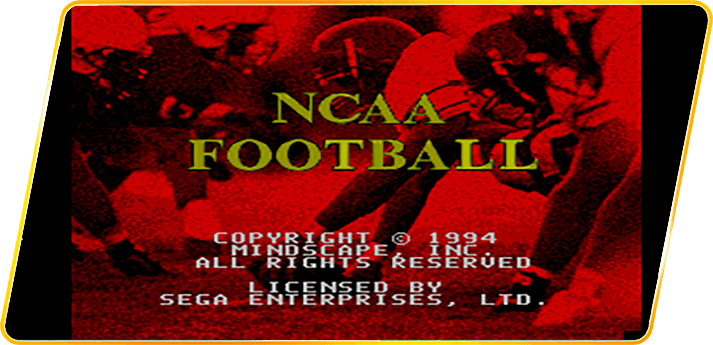 NCAA
FOOTBALL
COPYRIGHT © 1994
MINDSCAPE, INC.
ALL RIGHTS RESERVED
LICENSED BY
SEGA ENTERPRISES, LTD.